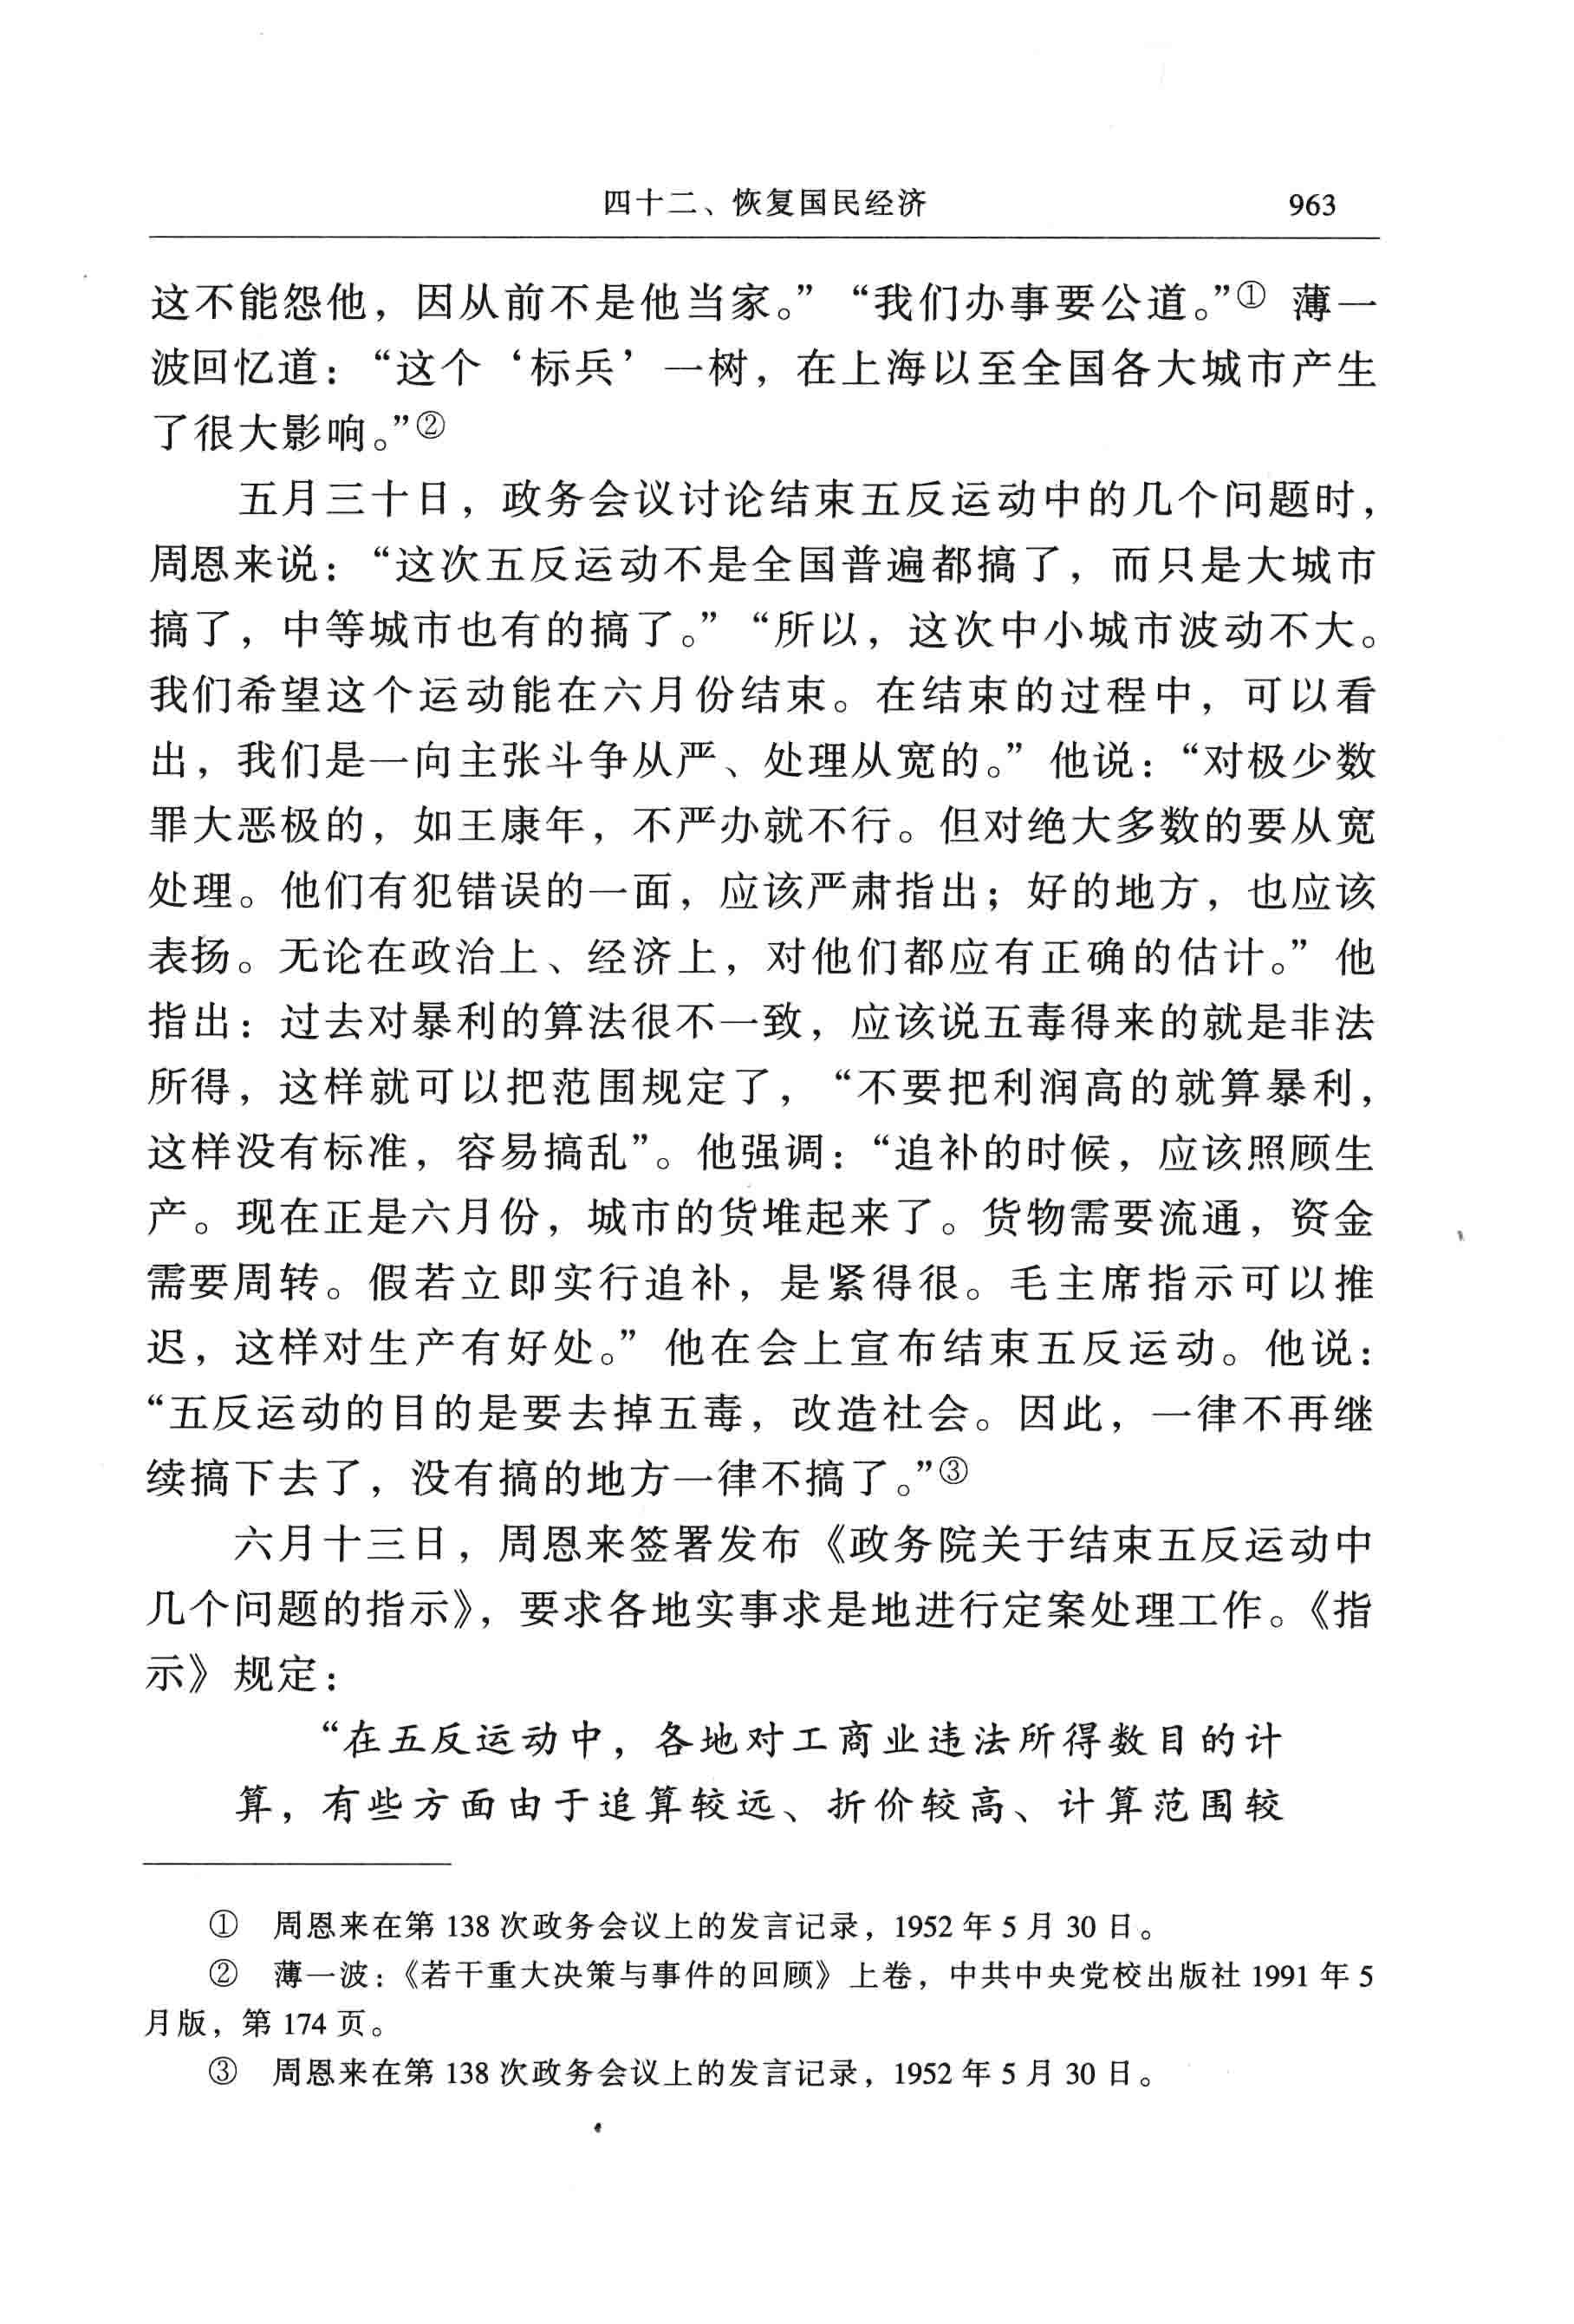 四十二、恢复国民经济 963
这不能怨他，因从前不是他当家。”“我们办事要公道。”① 薄一
波回忆道：“这个‘标兵’一树，在上海以至全国各大城市产生
了很大影响。”②
五月三十日，政务会议讨论结束五反运动中的几个问题时，
周恩来说：“这次五反运动不是全国普遍都搞了，而只是大城市
搞了，中等城市也有的搞了。”“所以，这次中小城市波动不大。
我们希望这个运动能在六月份结束。在结束的过程中，可以看
出，我们是一向主张斗争从严、处理从宽的。”他说：“对极少数
罪大恶极的，如王康年，不严办就不行。但对绝大多数的要从宽
处理。他们有犯错误的一面，应该严肃指出；好的地方，也应该
表扬。无论在政治上、经济上，对他们都应有正确的估计。”他
指出：过去对暴利的算法很不一致，应该说五毒得来的就是非法
所得，这样就可以把范围规定了，“不要把利润高的就算暴利，
这样没有标准，容易搞乱”。他强调：“追补的时候，应该照顾生
产。现在正是六月份，城市的货堆起来了。货物需要流通，资金
需要周转。假若立即实行追补，是紧得很。毛主席指示可以推
迟，这样对生产有好处。”他在会上宣布结束五反运动。他说：
“五反运动的目的是要去掉五毒，改造社会。因此，一律不再继
续搞下去了，没有搞的地方一律不搞了。”③
六月十三日，周恩来签署发布《政务院关于结束五反运动中
几个问题的指示》，要求各地实事求是地进行定案处理工作。《指
示》规定：
“在五反运动中，各地对工商业违法所得数目的计
算，有些方面由于追算较远、折价较高、计算范围较
① 周恩来在第 138 次政务会议上的发言记录，1952 年 5 月 30 日。
② 薄一波：《若干重大决策与事件的回顾》上卷，中共中央党校出版社 1991 年 5
月版，第 174 页。
③ 周恩来在第 138 次政务会议上的发言记录，1952 年 5 月 30 日。